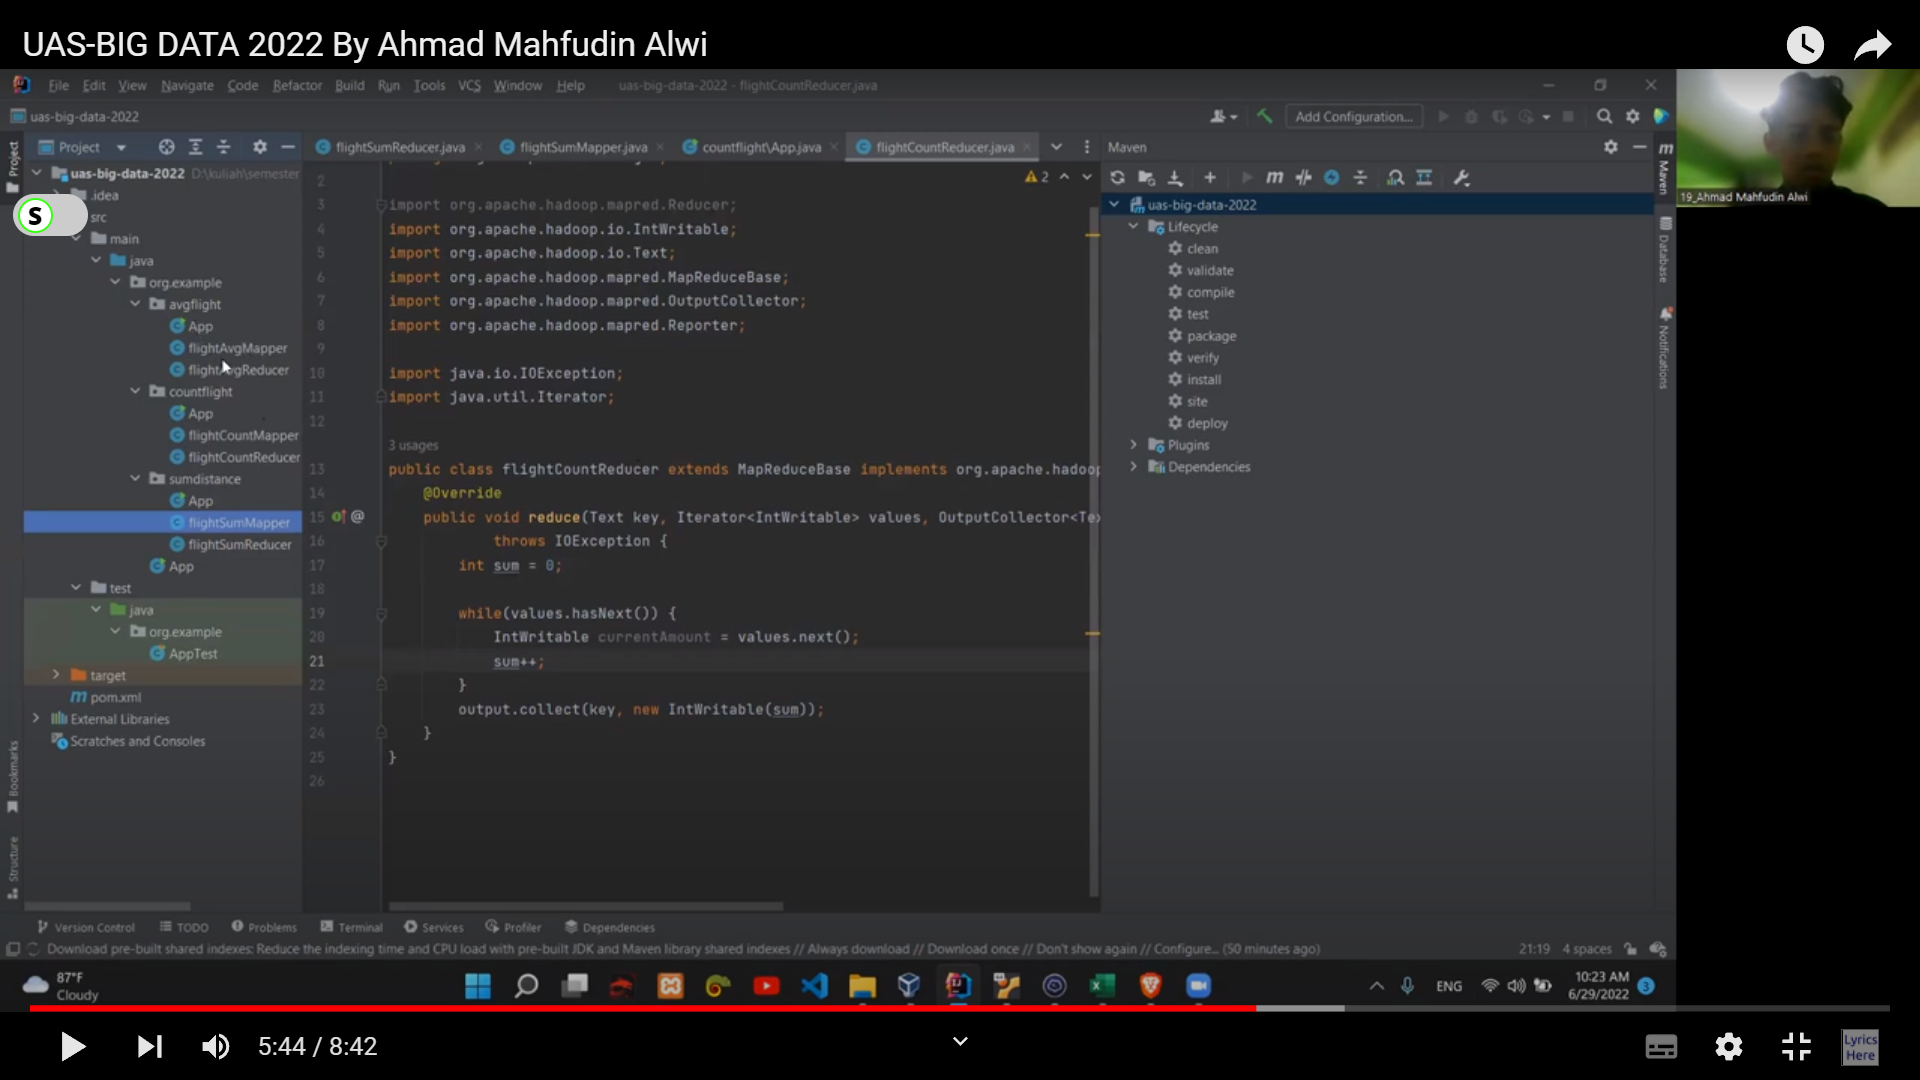 UAS-BIG DATA 2022 By Ahmad Mahfudin Alwi
File Edit View Navigate Code Refactor Build Run Tools VCS Window Help uas-big-data-2022 - flightCountReducer.java
uas-big-data-2022
Add Configuration...
19_Ahmad Mahfudin Alwi
Project
Project
flightSumReducer.java
flightSumMapper.java
countflight\App.java
flightCountReducer.java
Maven
uas-big-data-2022 D:\kuliah\semester
.idea
S
src
main
java
org.example
avgflight
App
flightAvgMapper
flightAvgReducer
countflight
App
flightCountMapper
flightCountReducer
sumdistance
App
flightSumMapper
flightSumReducer
App
test
java
org.example
AppTest
target
m pom.xml
External Libraries
Scratches and Consoles
Bookmarks
Structure
2
2
3 import org.apache.hadoop.mapred.Reducer;
4 import org.apache.hadoop.io.IntWritable;
5 import org.apache.hadoop.io.Text;
6 import org.apache.hadoop.mapred.MapReduceBase;
7 import org.apache.hadoop.mapred.OutputCollector;
8 import org.apache.hadoop.mapred.Reporter;
9
10 import java.io.IOException;
11 import java.util.Iterator;
12
3 usages
13 public class flightCountReducer extends MapReduceBase implements org.apache.hadoop
14 @Override
15 @ public void reduce(Text key, Iterator<IntWritable> values, OutputCollector<Te
16 throws IOException {
17 int sum = 0;
18
19 while(values.hasNext()) {
20 IntWritable currentAmount = values.next();
21 sum++;
22 }
23 output.collect(key, new IntWritable(sum));
24 }
25 }
26
m
uas-big-data-2022
Lifecycle
clean
validate
compile
test
package
verify
install
site
deploy
Plugins
Dependencies
m
Maven
Database
Notifications
Version Control TODO Problems Terminal Services Profiler Dependencies
Download pre-built shared indexes: Reduce the indexing time and CPU load with pre-built JDK and Maven library shared indexes // Always download // Download once // Don't show again // Configure... (50 minutes ago) 21:19 4 spaces
87°F
Cloudy
ENG
10:23 AM
6/29/2022
3
5:44 / 8:42
Lyrics
Here